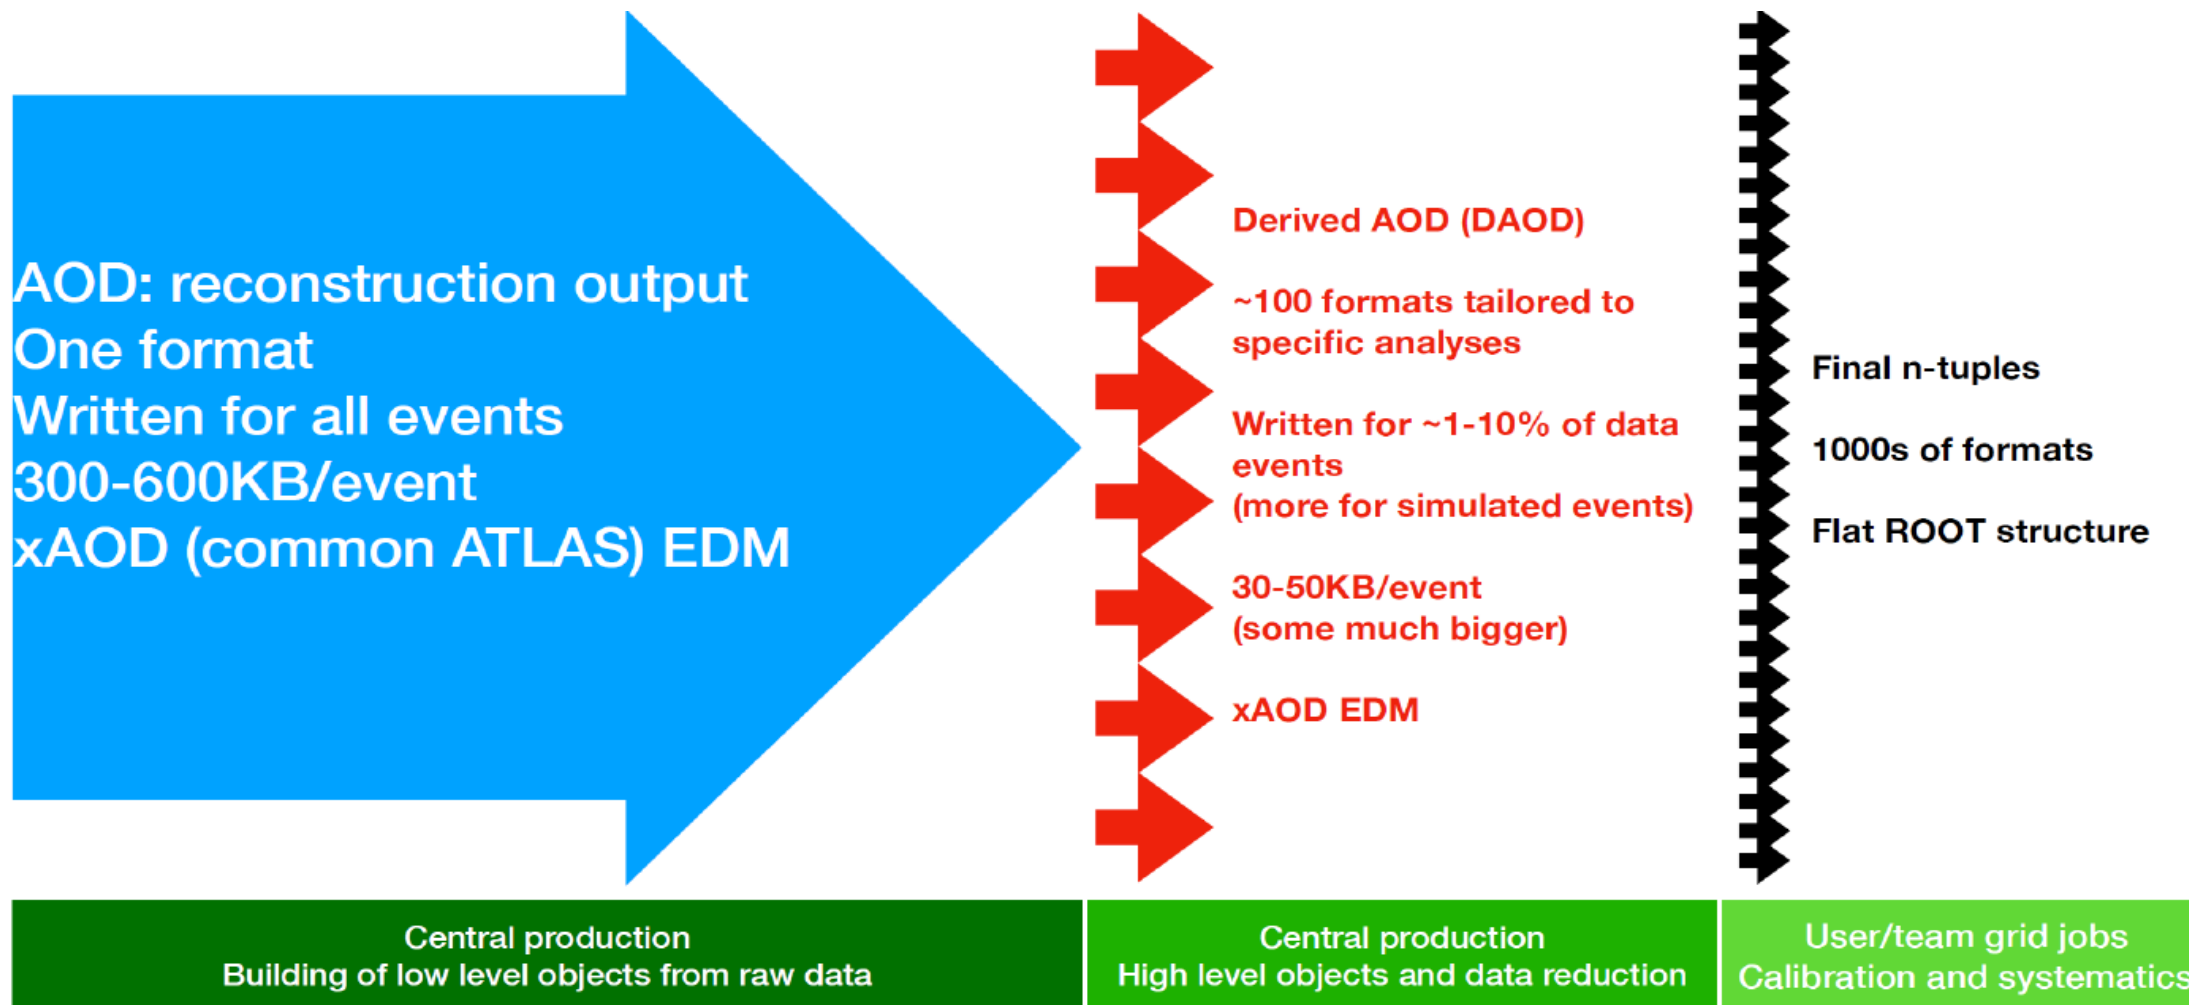 AOD: reconstruction output
One format
Written for all events
300-600KB/event
xAOD (common ATLAS) EDM
Derived AOD (DAOD)
~100 formats tailored to
specific analyses
Written for ~1-10% of data
events
(more for simulated events)
30-50KB/event
(some much bigger)
xAOD EDM
Final n-tuples
1000s of formats
Flat ROOT structure
Central production
Building of low level objects from raw data
Central production
High level objects and data reduction
User/team grid jobs
Calibration and systematics